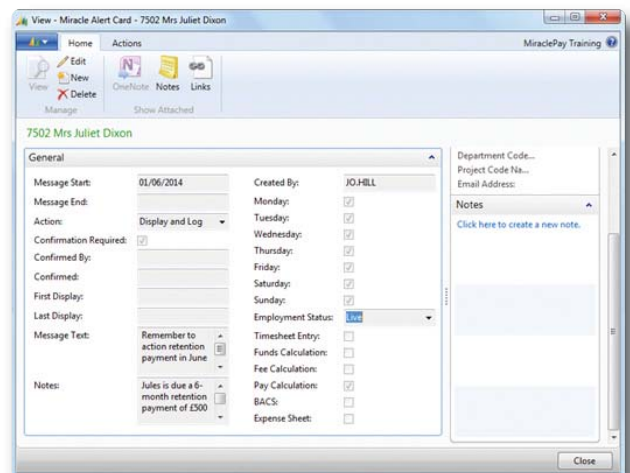 View - Miracle Alert Card - 7502 Mrs Juliet Dixon
Home Actions MiraclePay Training
View
Edit
New
Delete
Manage
OneNote Notes Links
Show Attached
7502 Mrs Juliet Dixon
General
Message Start: 01/06/2014
Message End:
Action: Display and Log
Confirmation Required:
Confirmed By:
Confirmed:
First Display:
Last Display:
Message Text: Remember to
action retention
payment in June
Notes: Jules is due a 6-
month retention
payment of £500
Created By: JO.HILL
Monday:
Tuesday:
Wednesday:
Thursday:
Friday:
Saturday:
Sunday:
Employment Status: Live
Timesheet Entry:
Funds Calculation:
Fee Calculation:
Pay Calculation:
BACS:
Expense Sheet:
Department Code...
Project Code Na...
Email Address:
Notes
Click here to create a new note.
Close